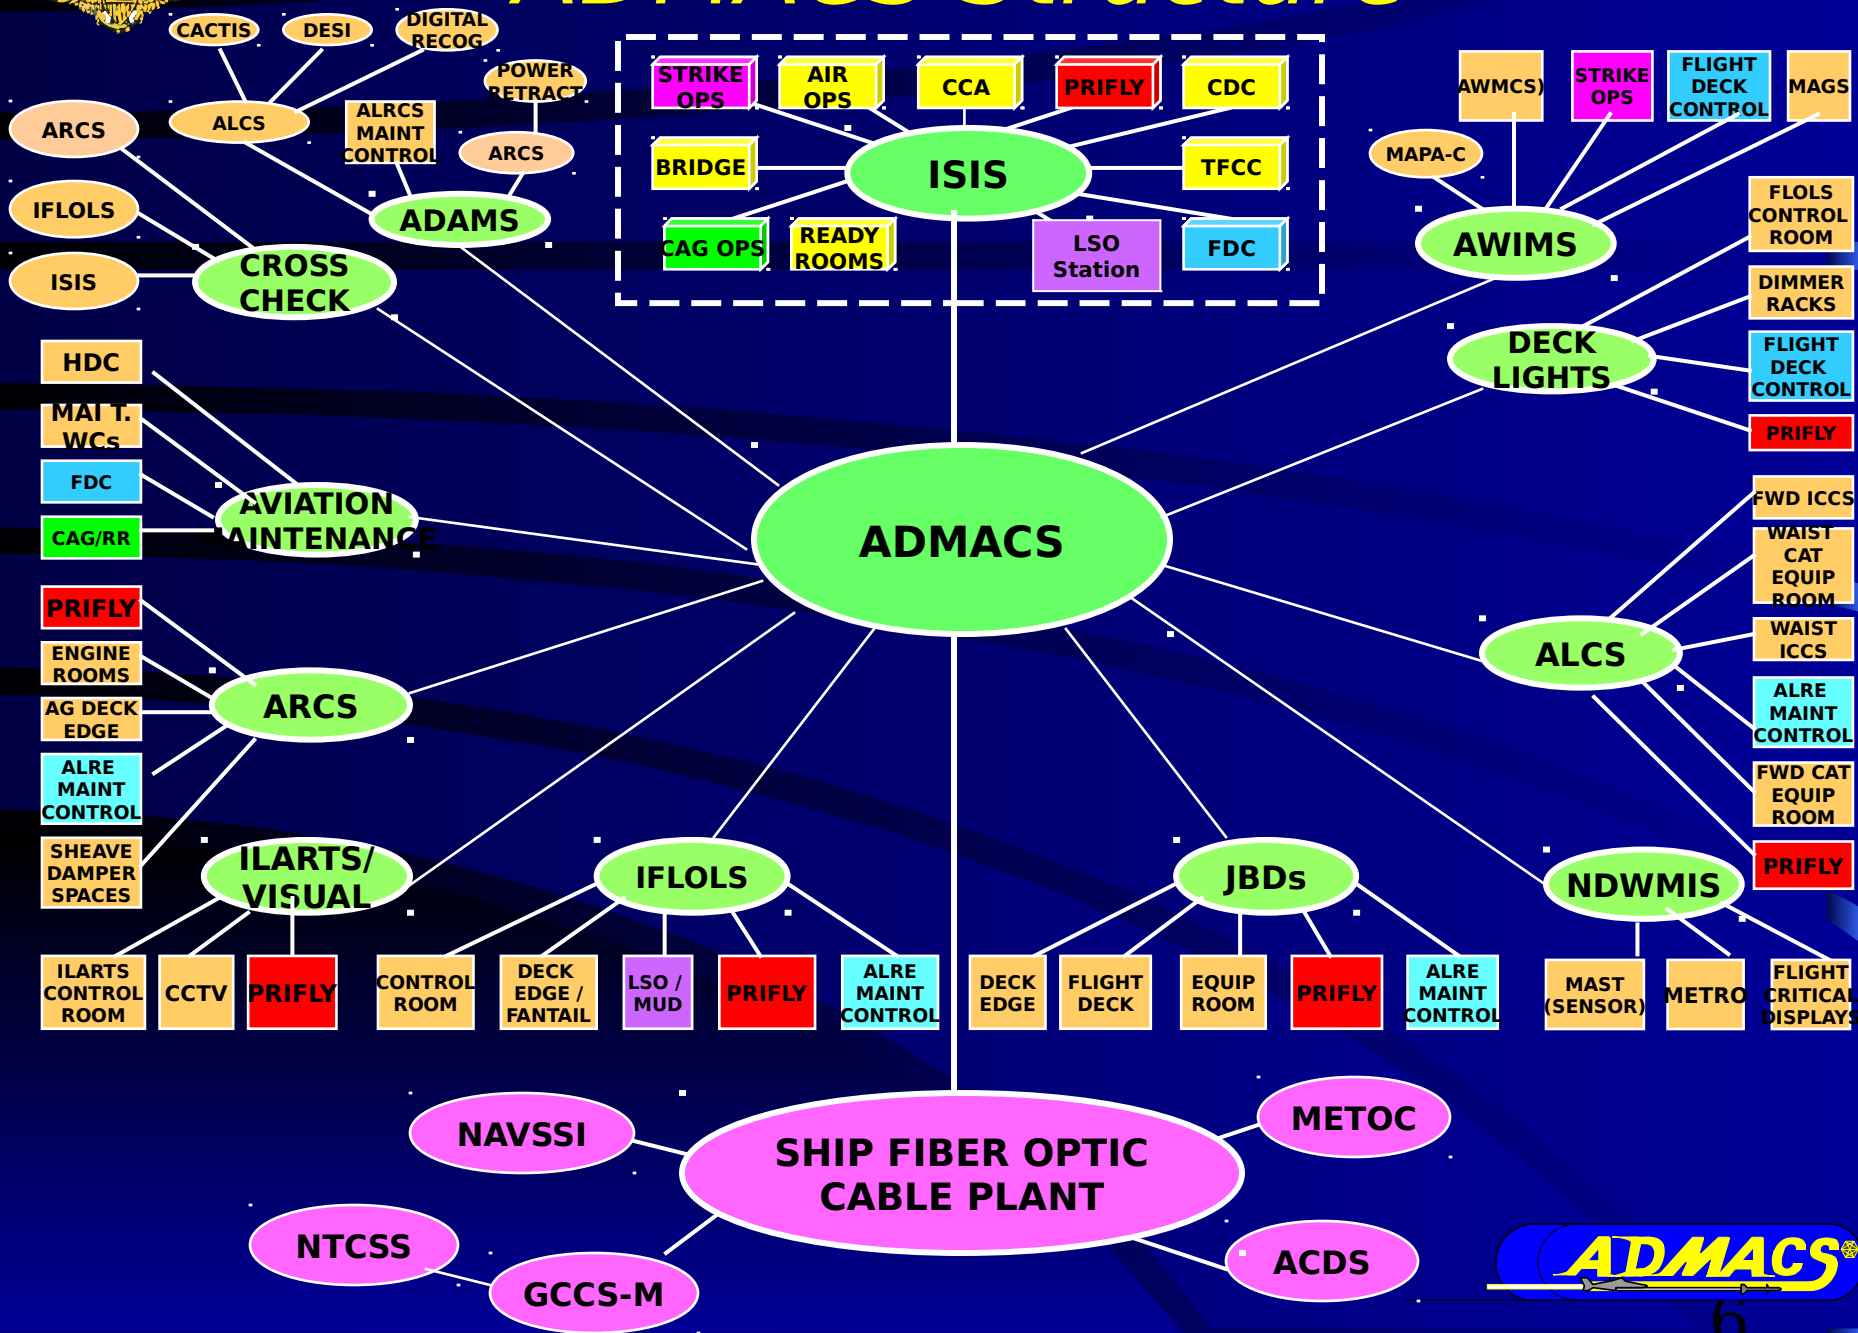 ADMACS Structure
CACTIS
DESI
DIGITAL
RECOG
POWER
RETRACT
ARCS
ALCS
ALRCS
MAINT
CONTROL
ARCS
IFLOLS
ADAMS
ISIS
CROSS
CHECK
STRIKE
OPS
AIR
OPS
CCA
PRIFLY
CDC
BRIDGE
ISIS
TFCC
CAG OPS
READY
ROOMS
LSO
Station
FDC
AWMCS)
STRIKE
OPS
FLIGHT
DECK
CONTROL
MAGS
MAPA-C
AWIMS
FLOLS
CONTROL
ROOM
DIMMER
RACKS
DECK
LIGHTS
FLIGHT
DECK
CONTROL
PRIFLY
HDC
MAI T.
WCs
FDC
CAG/RR
AVIATION
MAINTENANCE
ADMACS
FWD ICCS
WAIST
CAT
EQUIP
ROOM
WAIST
ICCS
ALCS
ALRE
MAINT
CONTROL
FWD CAT
EQUIP
ROOM
PRIFLY
PRIFLY
ENGINE
ROOMS
AG DECK
EDGE
ARCS
ALRE
MAINT
CONTROL
SHEAVE
DAMPER
SPACES
ILARTS/
VISUAL
IFLOLS
JBDs
NDWMIS
ILARTS
CONTROL
ROOM
CCTV
PRIFLY
CONTROL
ROOM
DECK
EDGE /
FANTAIL
LSO /
MUD
PRIFLY
ALRE
MAINT
CONTROL
DECK
EDGE
FLIGHT
DECK
EQUIP
ROOM
PRIFLY
ALRE
MAINT
CONTROL
MAST
(SENSOR)
METRO
FLIGHT
CRITICAL
DISPLAYS
NAVSSI
METOC
SHIP FIBER OPTIC
CABLE PLANT
NTCSS
GCCS-M
ACDS
ADMACS
6